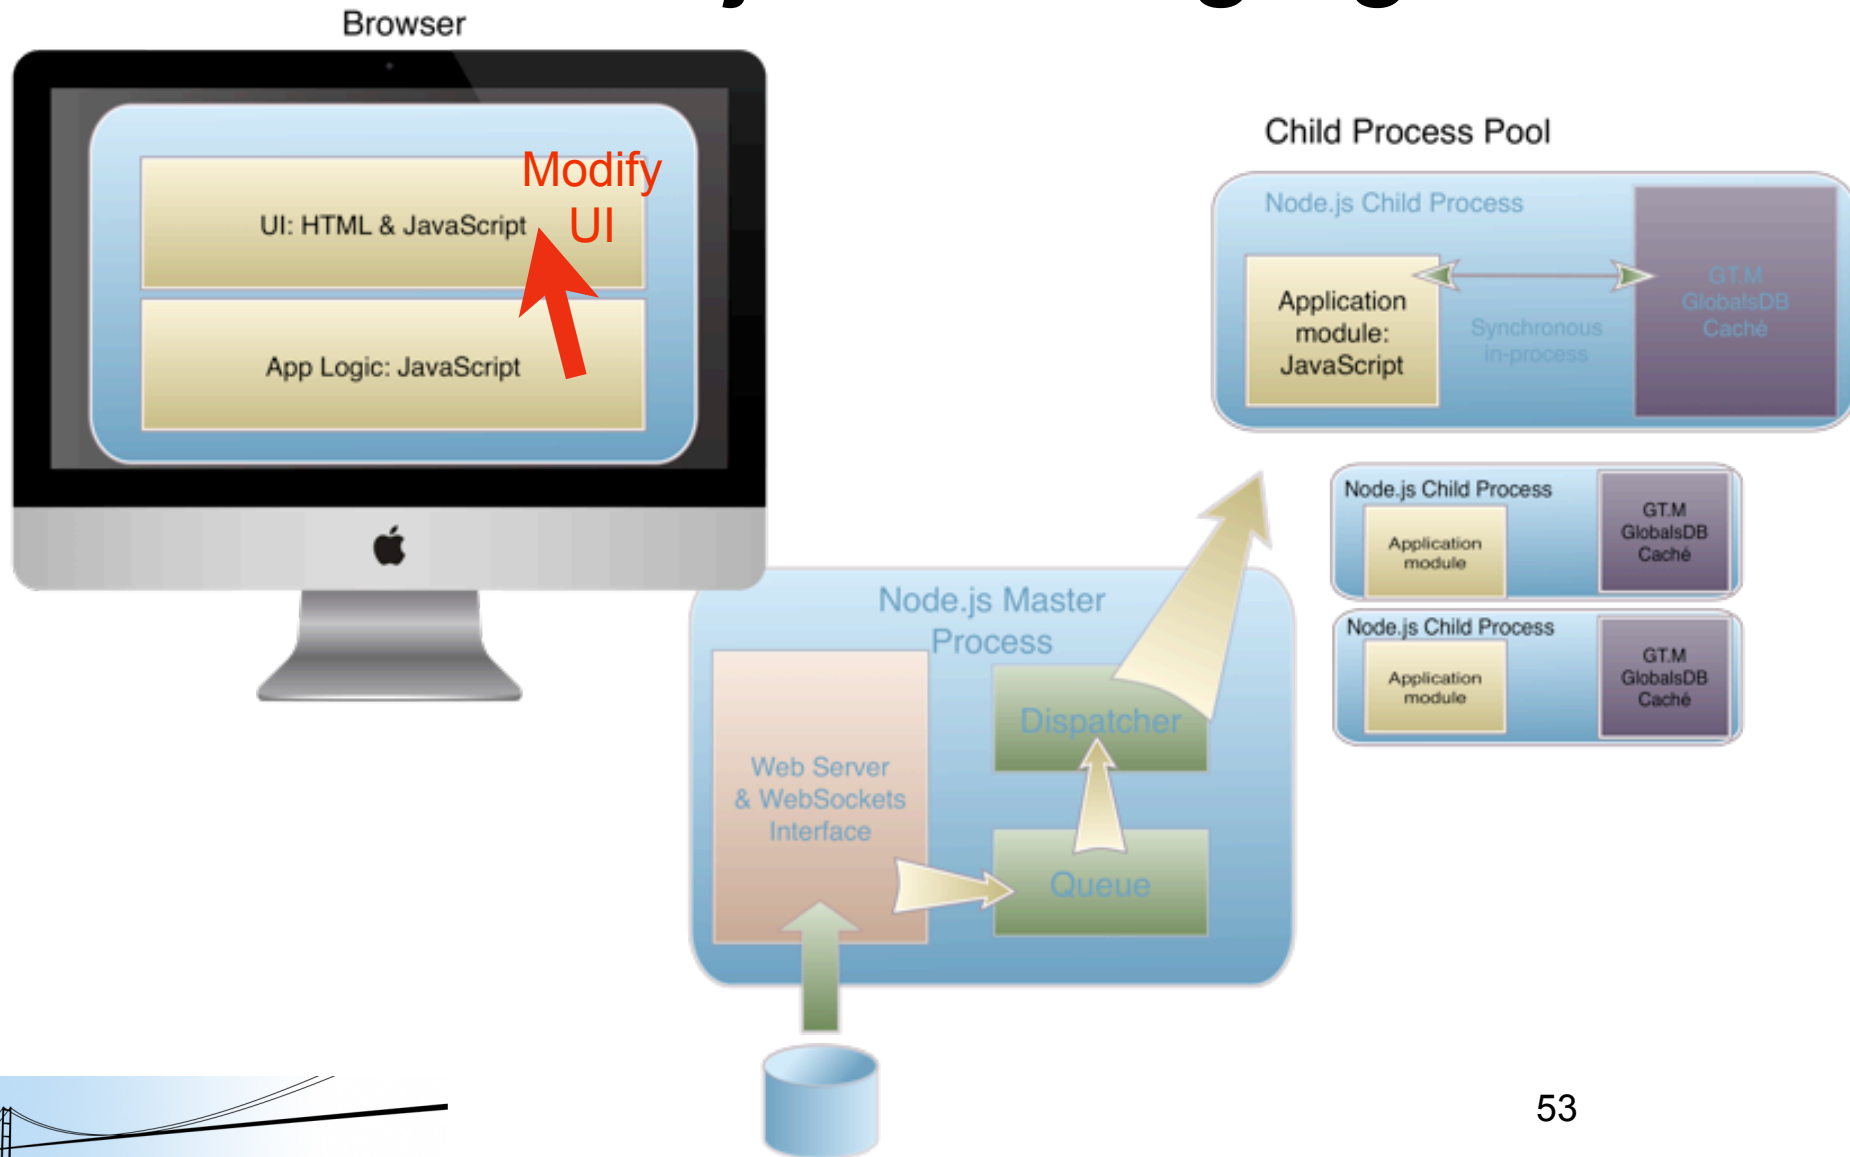 Browser
Modify
UI
UI: HTML & JavaScript
App Logic: JavaScript
Child Process Pool
Node.js Child Process
Application
module:
JavaScript
Synchronous
in-process
GT.M
GlobalsDB
Caché
Node.js Child Process
Application
module
GT.M
GlobalsDB
Caché
Node.js Child Process
Application
module
GT.M
GlobalsDB
Caché
Node.js Master
Process
Web Server
& WebSockets
Interface
Dispatcher
Queue
53